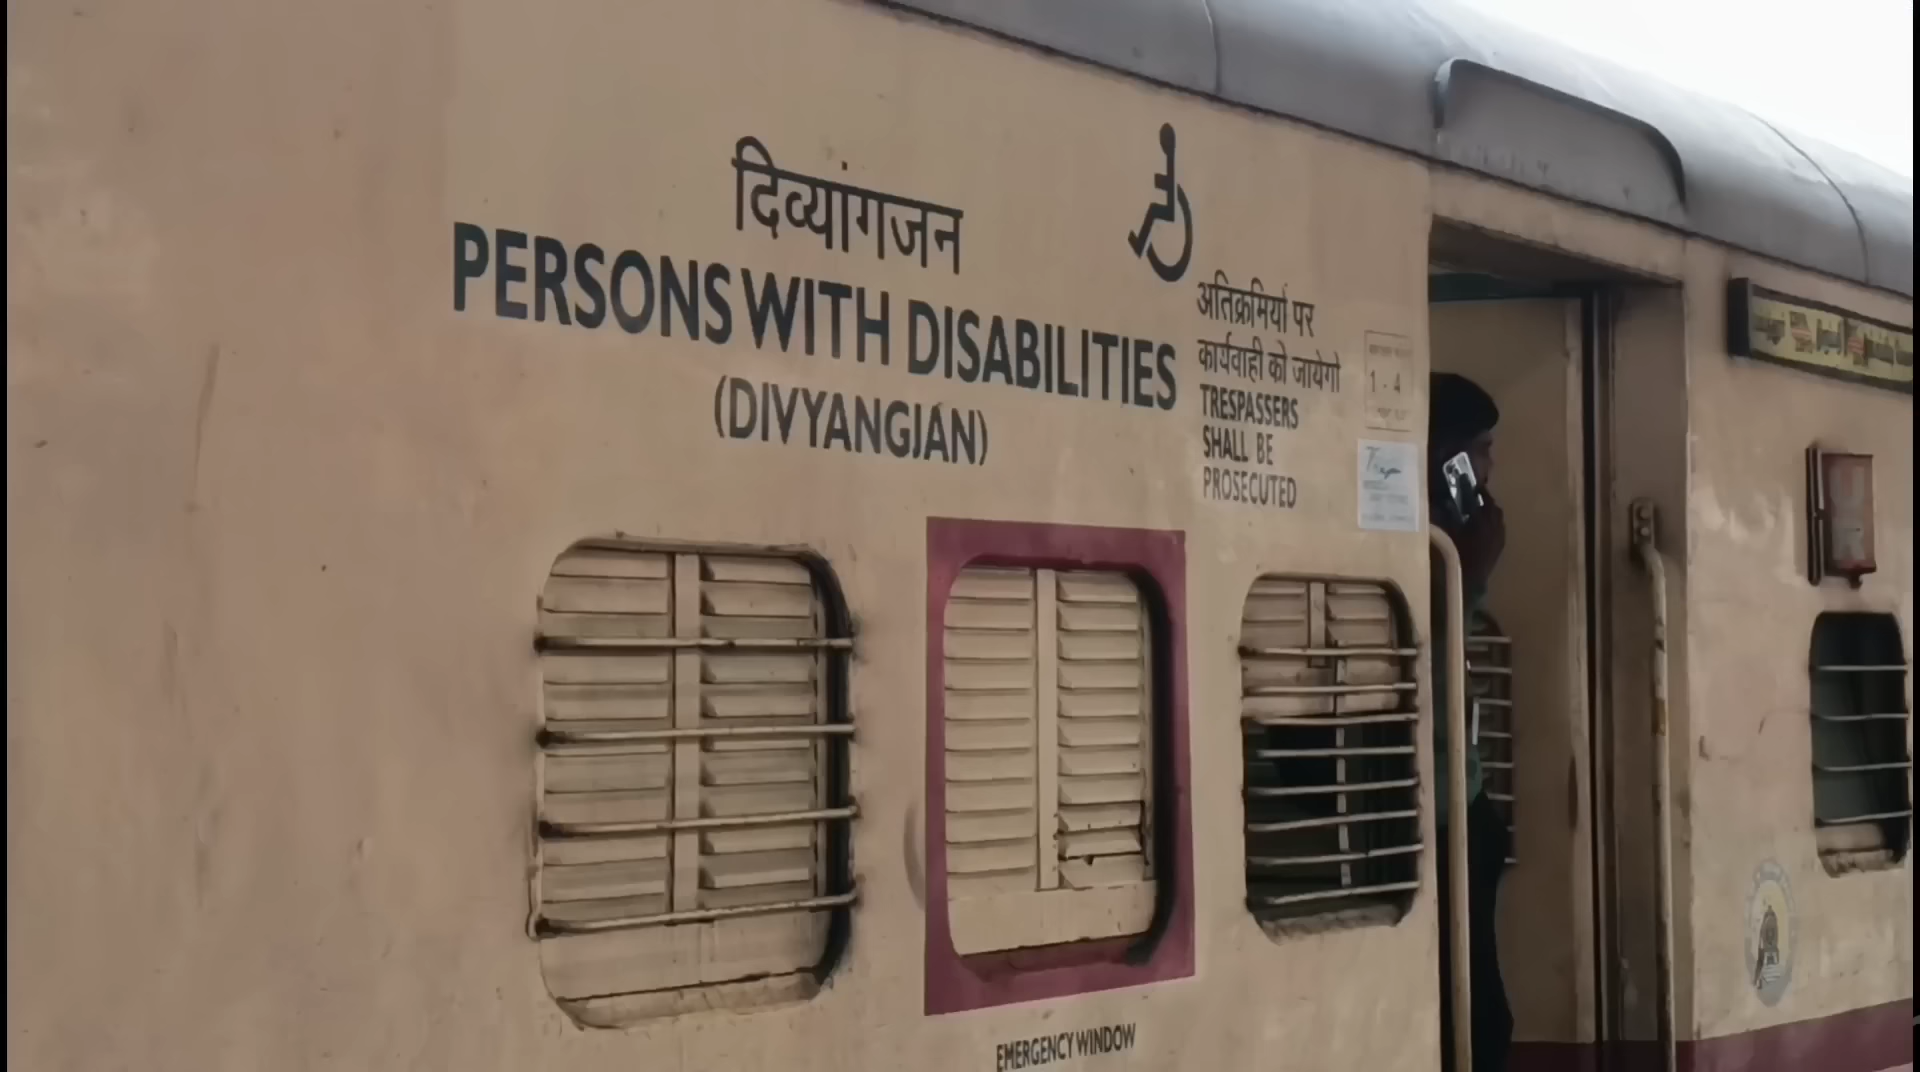 दिव्यांगजन
PERSONS WITH DISABILITIES
(DIVYANGJAN)
अतिक्रमियों पर
कार्यवाही की जायेगी
TRESPASSERS
SHALL BE
PROSECUTED
1 - 4
EMERGENCY WINDOW